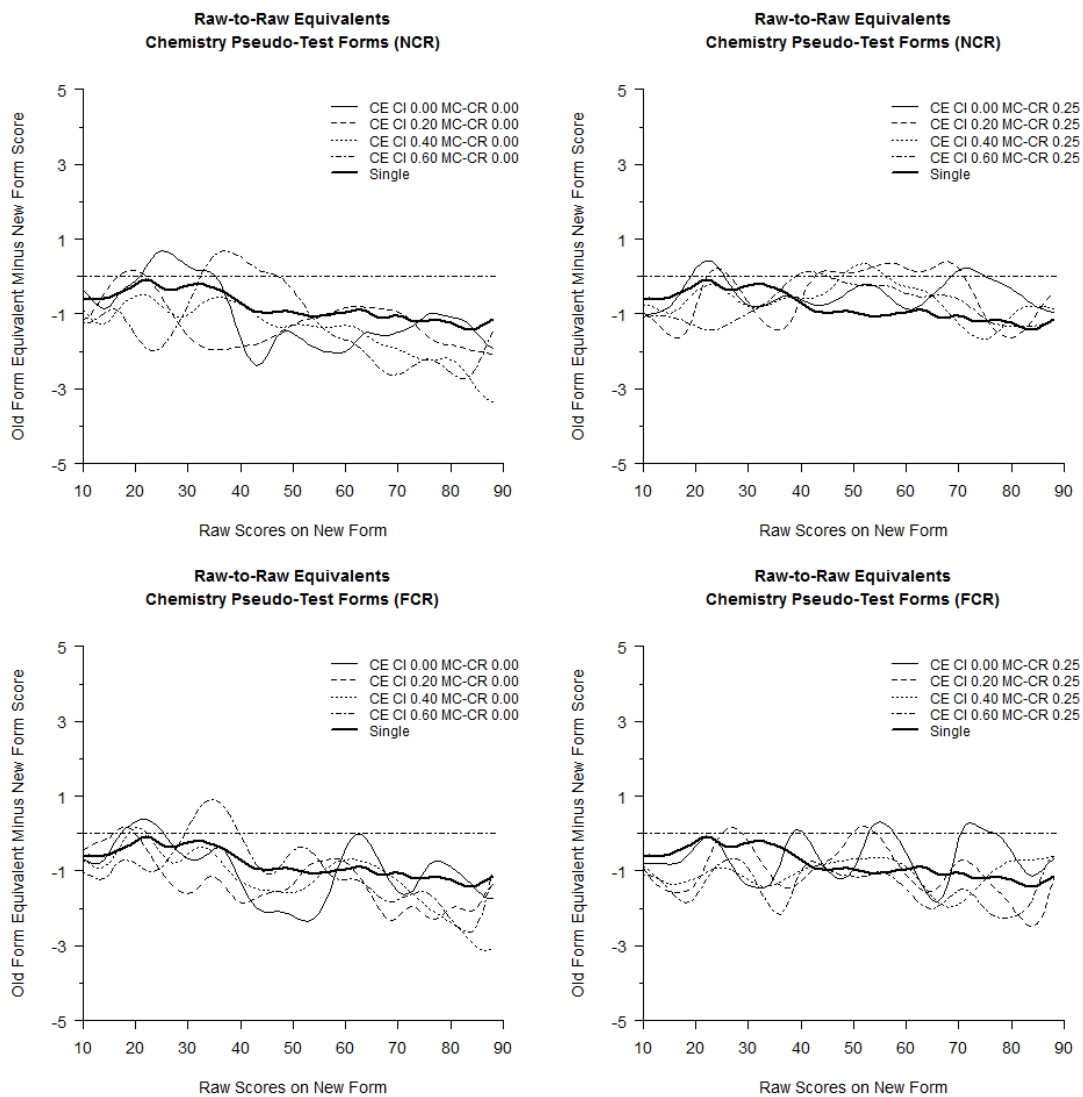 Raw-to-Raw Equivalents
Chemistry Pseudo-Test Forms (NCR)
5
3
1
-1
-3
-5
Old Form Equivalent Minus New Form Score
CE CI 0.00 MC-CR 0.00
CE CI 0.20 MC-CR 0.00
CE CI 0.40 MC-CR 0.00
CE CI 0.60 MC-CR 0.00
Single
10 20 30 40 50 60 70 80 90
Raw Scores on New Form
Raw-to-Raw Equivalents
Chemistry Pseudo-Test Forms (NCR)
5
3
1
-1
-3
-5
Old Form Equivalent Minus New Form Score
CE CI 0.00 MC-CR 0.25
CE CI 0.20 MC-CR 0.25
CE CI 0.40 MC-CR 0.25
CE CI 0.60 MC-CR 0.25
Single
10 20 30 40 50 60 70 80 90
Raw Scores on New Form
Raw-to-Raw Equivalents
Chemistry Pseudo-Test Forms (FCR)
5
3
1
-1
-3
-5
Old Form Equivalent Minus New Form Score
CE CI 0.00 MC-CR 0.00
CE CI 0.20 MC-CR 0.00
CE CI 0.40 MC-CR 0.00
CE CI 0.60 MC-CR 0.00
Single
10 20 30 40 50 60 70 80 90
Raw Scores on New Form
Raw-to-Raw Equivalents
Chemistry Pseudo-Test Forms (FCR)
5
3
1
-1
-3
-5
Old Form Equivalent Minus New Form Score
CE CI 0.00 MC-CR 0.25
CE CI 0.20 MC-CR 0.25
CE CI 0.40 MC-CR 0.25
CE CI 0.60 MC-CR 0.25
Single
10 20 30 40 50 60 70 80 90
Raw Scores on New Form